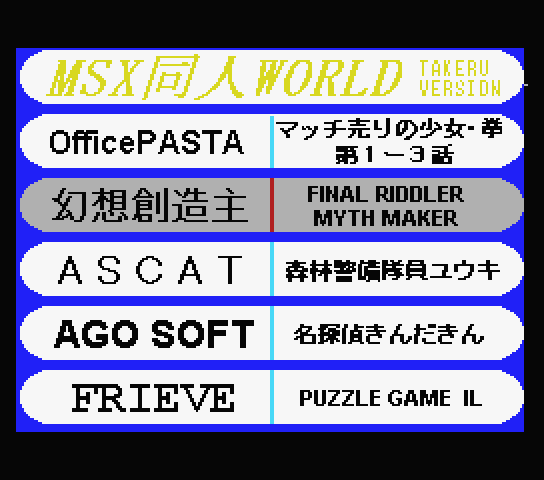 MSX同人WORLD
TAKERU
VERSION
OfficePASTA
マッチ売りの少女・拳
第1ー3話
幻想創造主
FINAL RIDDLER
MYTH MAKER
ASCAT
森林警備隊員ユウキ
AGO SOFT
名探偵きんだきん
FRIEVE
PUZZLE GAME IL